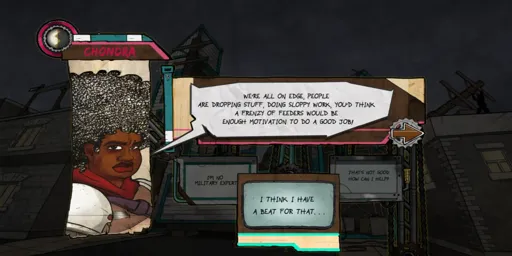 CHONDRA
WE'RE ALL ON EDGE, PEOPLE
ARE DROPPING STUFF, DOING SLOPPY WORK, YOU'D THINK
A FRENZY OF FEEDERS WOULD BE
ENOUGH MOTIVATION TO DO A GOOD JOB!
I'M NO
MILITARY EXPERT
THAT'S NOT GOOD
HOW CAN I HELP?
I THINK I HAVE
A BEAT FOR THAT...